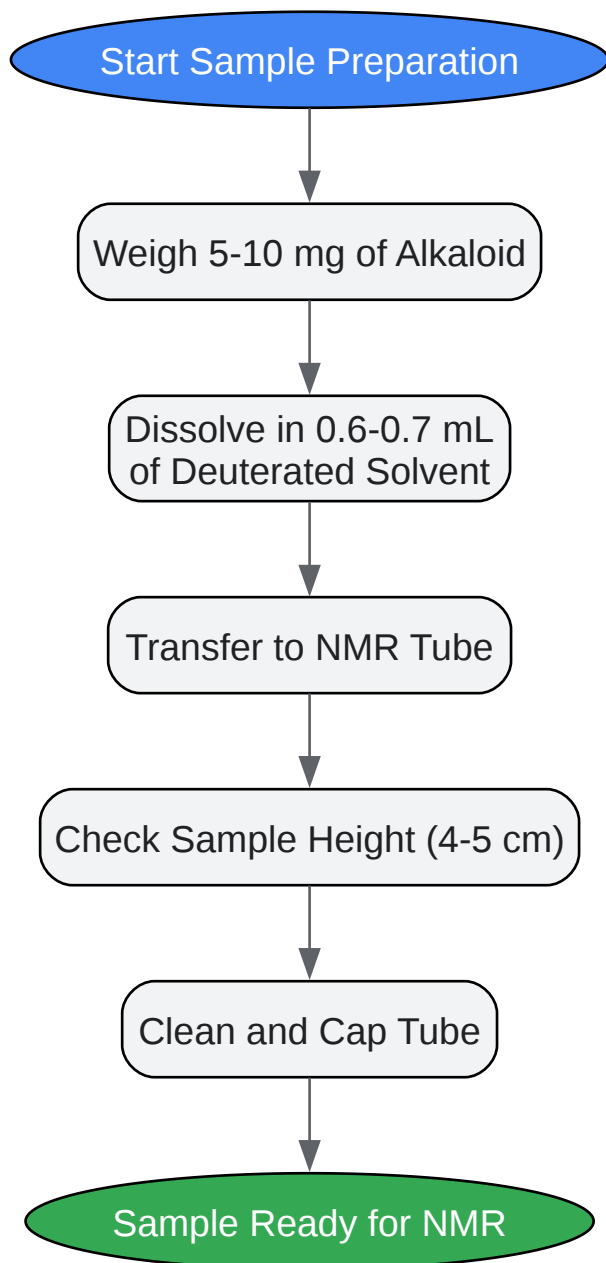 Start Sample Preparation
Weigh 5-10 mg of Alkaloid
Dissolve in 0.6-0.7 mL
of Deuterated Solvent
Transfer to NMR Tube
Check Sample Height (4-5 cm)
Clean and Cap Tube
Sample Ready for NMR